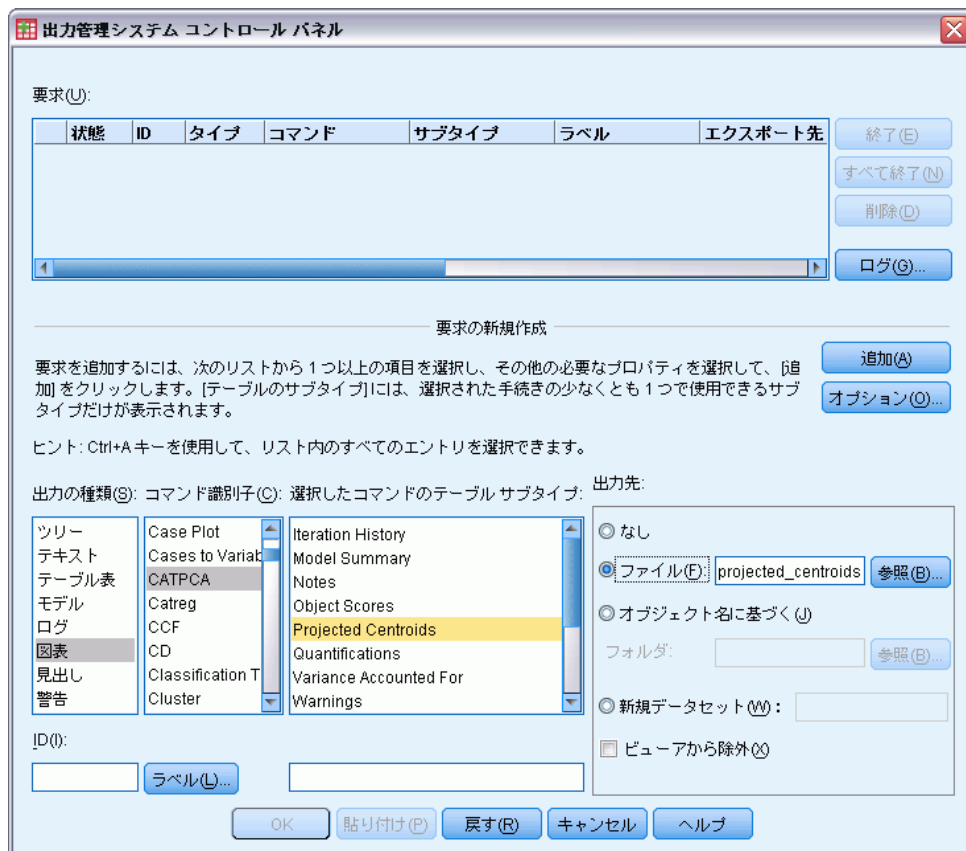 出力管理システム コントロール パネル
要求(U):
状態 ID タイプ コマンド サブタイプ ラベル エクスポート先
終了(E)
すべて終了(N)
削除(D)
ログ(G)...
要求の新規作成
要求を追加するには、次のリストから 1 つ以上の項目を選択し、その他の必要なプロパティを選択して、[追
加] をクリックします。[テーブルのサブタイプ]には、選択された手続きの少なくとも 1 つで使用できるサブ
タイプだけが表示されます。
追加(A)
オプション(O)...
ヒント: Ctrl+A キーを使用して、リスト内のすべてのエントリを選択できます。
出力の種類(S): コマンド識別子(C): 選択したコマンドのテーブル サブタイプ:
ツリー
テキスト
テーブル表
モデル
ログ
図表
見出し
警告
Case Plot
Cases to Variab
CATPCA
Catreg
CCF
CD
Classification T
Cluster
Iteration History
Model Summary
Notes
Object Scores
Projected Centroids
Quantifications
Variance Accounted For
Warnings
出力先:
なし
ファイル(F): projected_centroids 参照(B)...
オブジェクト名に基づく(J)
フォルダ: 参照(B)...
新規データセット(W):
ビューアから除外(X)
ID(I):
ラベル(L)...
OK 貼り付け(P) 戻す(R) キャンセル ヘルプ